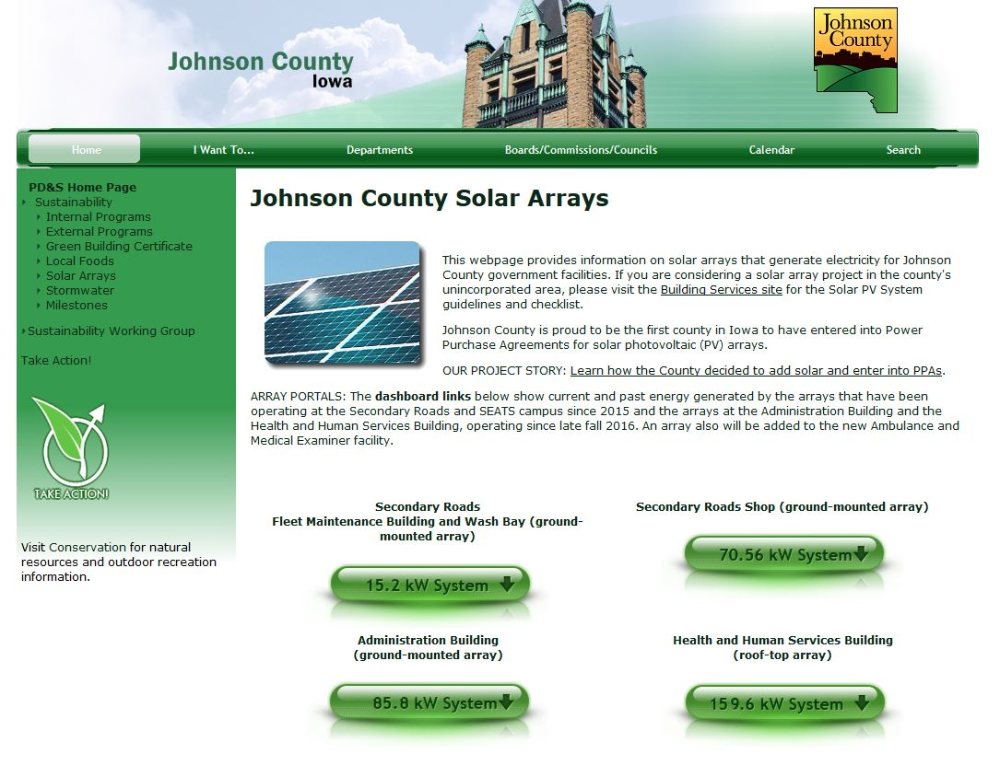 Johnson County
Iowa
Johnson
County
Home
I Want To...
Departments
Boards/Commissions/Councils
Calendar
Search
PD&S Home Page
Sustainability
Internal Programs
External Programs
Green Building Certificate
Local Foods
Solar Arrays
Stormwater
Milestones
Sustainability Working Group
Take Action!
TAKE ACTION!
Visit Conservation for natural
resources and outdoor recreation
information.
Johnson County Solar Arrays
This webpage provides information on solar arrays that generate electricity for Johnson
County government facilities. If you are considering a solar array project in the county's
unincorporated area, please visit the Building Services site for the Solar PV System
guidelines and checklist.
Johnson County is proud to be the first county in Iowa to have entered into Power
Purchase Agreements for solar photovoltaic (PV) arrays.
OUR PROJECT STORY: Learn how the County decided to add solar and enter into PPAs.
ARRAY PORTALS: The dashboard links below show current and past energy generated by the arrays that have been
operating at the Secondary Roads and SEATS campus since 2015 and the arrays at the Administration Building and the
Health and Human Services Building, operating since late fall 2016. An array also will be added to the new Ambulance and
Medical Examiner facility.
Secondary Roads
Fleet Maintenance Building and Wash Bay (ground-
mounted array)
15.2 kW System
Secondary Roads Shop (ground-mounted array)
70.56 kW System
Administration Building
(ground-mounted array)
85.8 kW System
Health and Human Services Building
(roof-top array)
159.6 kW System